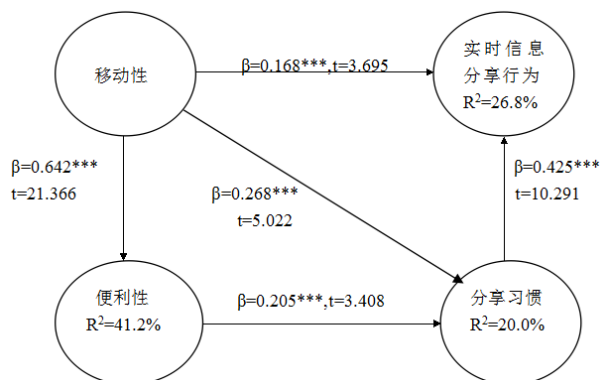 移动性
实时信息
分享行为
R²=26.8%
β=0.168***,t=3.695
β=0.642***
t=21.366
β=0.268***
t=5.022
β=0.425***
t=10.291
便利性
R²=41.2%
β=0.205***,t=3.408
分享习惯
R²=20.0%